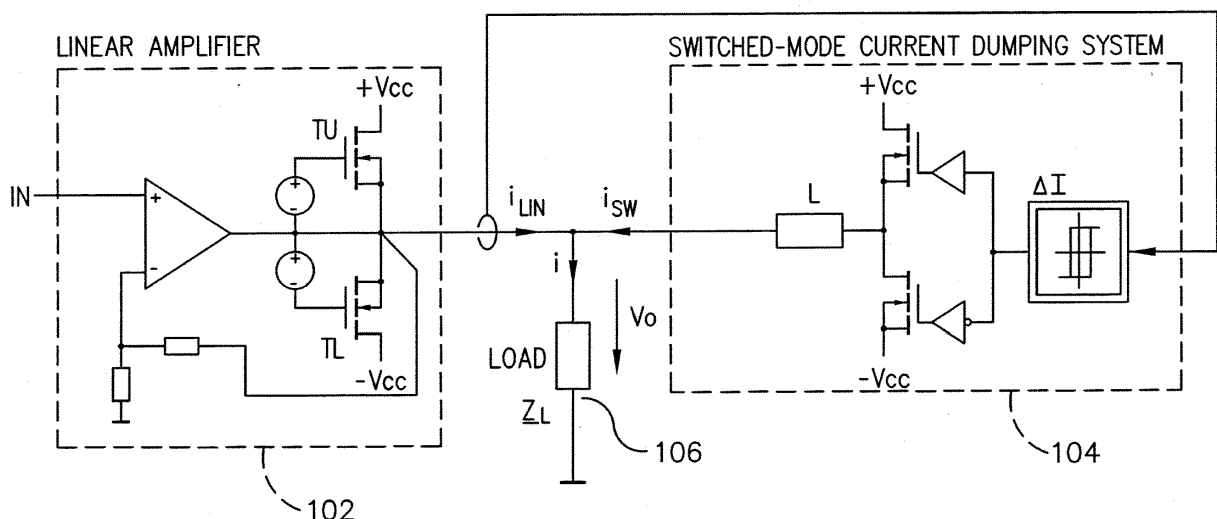 LINEAR AMPLIFIER
SWITCHED-MODE CURRENT DUMPING SYSTEM
+Vcc
+Vcc
TU
IN
+
-
+
-
+
-
iLIN
iSW
L
ΔI
i
Vo
TL
LOAD
-Vcc
-Vcc
ZL
106
104
102